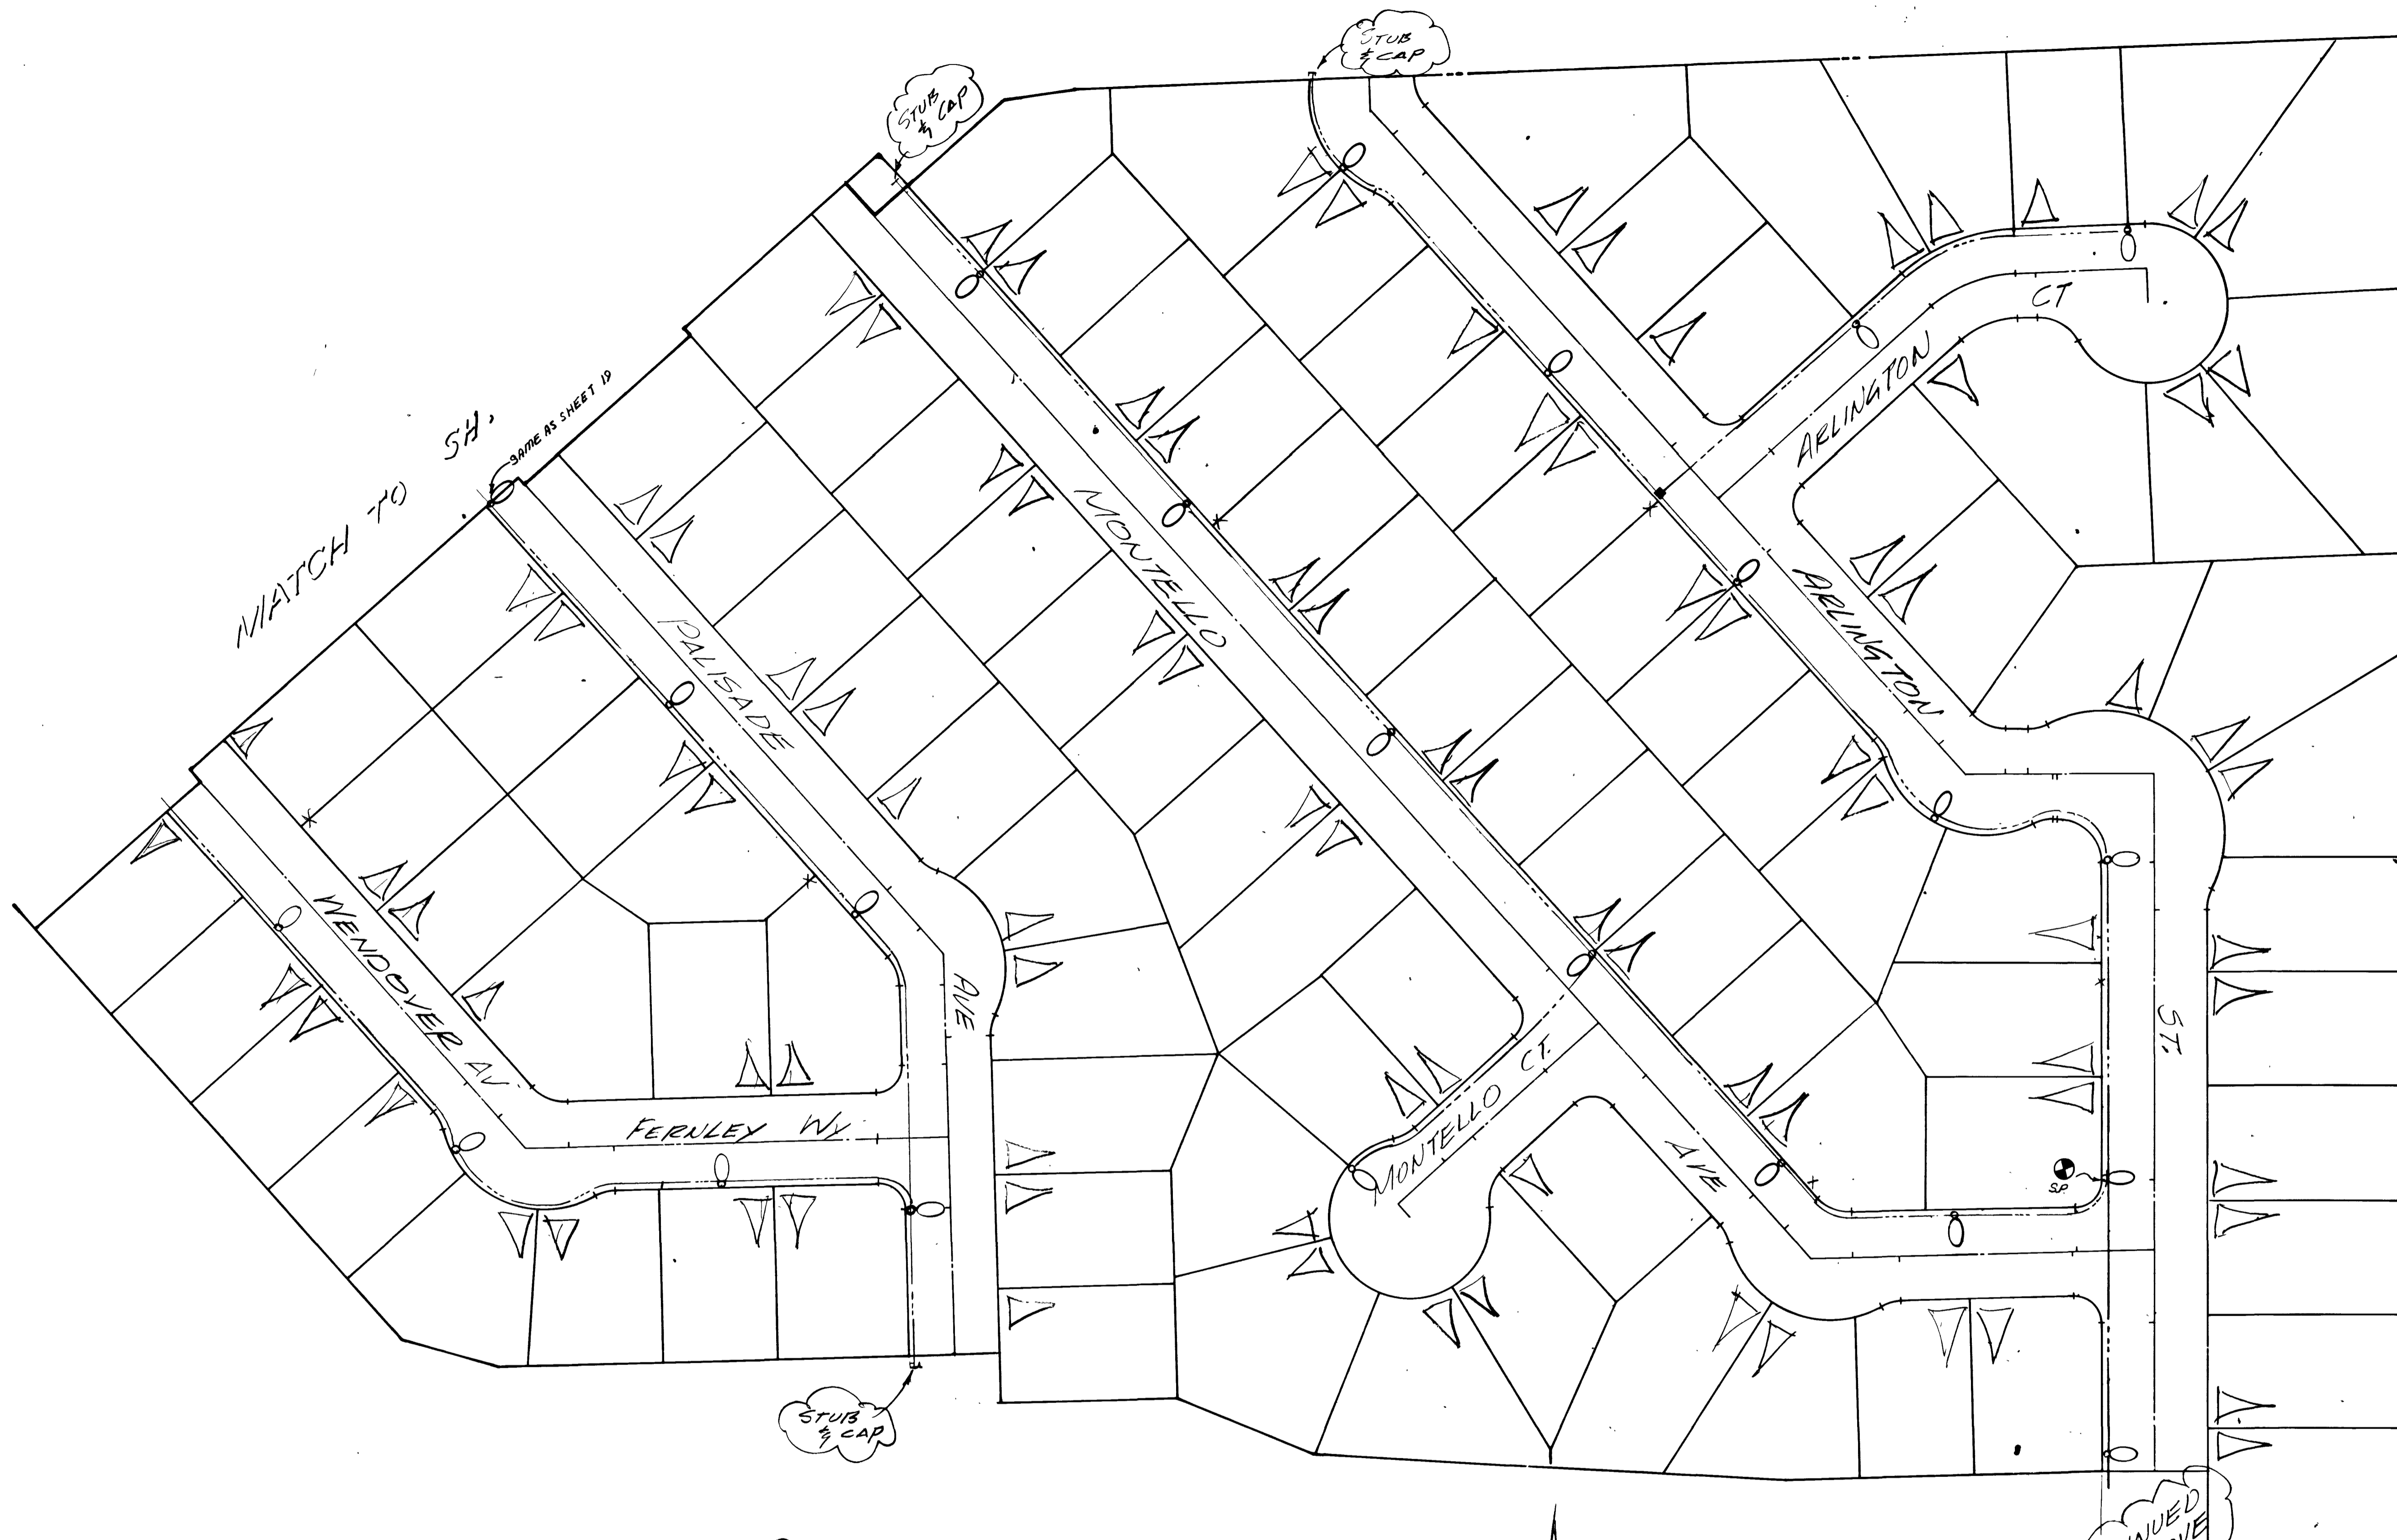 STUB
& CAP
STUB
& CAP
MATCH TO SH.
SAME AS SHEET 19
CT
ARLINGTON
MONTELLO
ARLINGTON
PALISADE
WENDOVER AV.
AVE
ST.
FERNLEY WY.
MONTELLO CT.
AVE
S.P.
STUB
& CAP